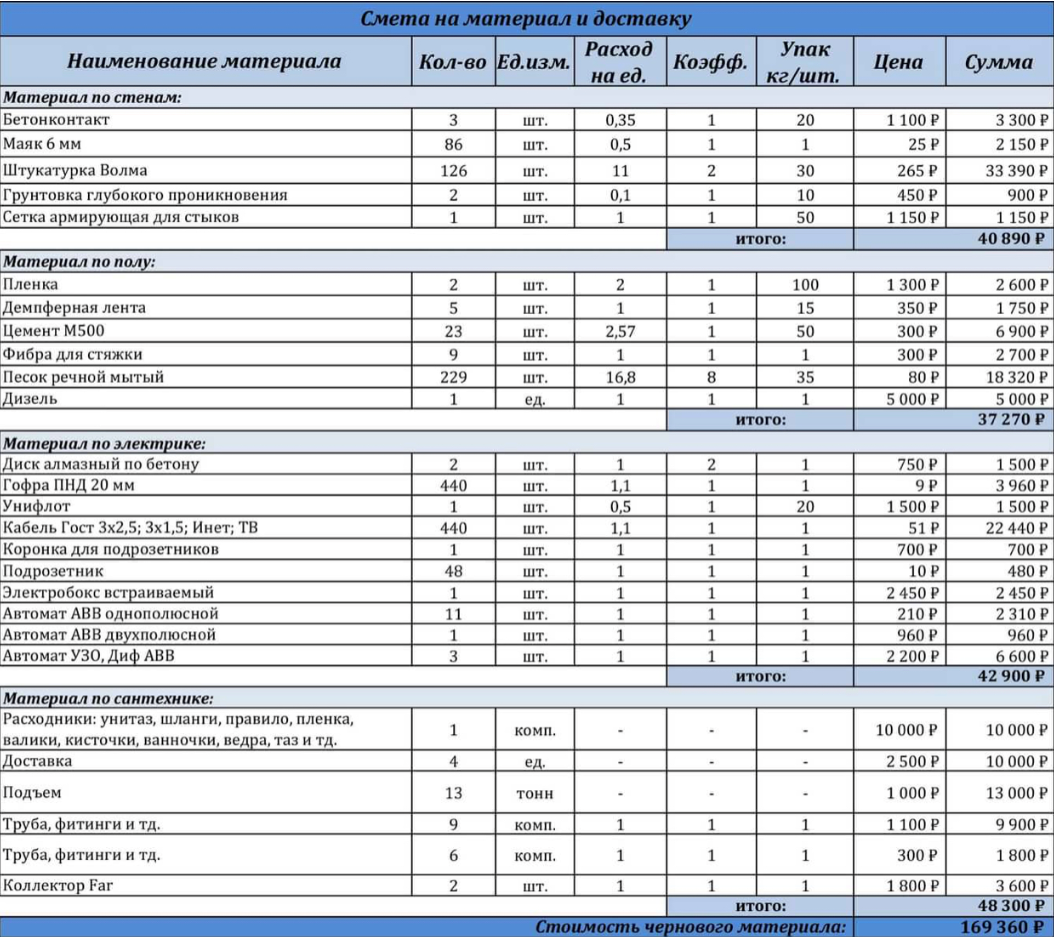 Смета на материал и доставку
Наименование материала Кол-во Ед.изм. Расход на ед. Коэфф. Упак кг/шт. Цена Сумма
Материал по стенам:
Бетонконтакт 3 шт. 0,35 1 20 1 100 ₽ 3 300 ₽
Маяк 6 мм 86 шт. 0,5 1 1 25 ₽ 2 150 ₽
Штукатурка Волма 126 шт. 11 2 30 265 ₽ 33 390 ₽
Грунтовка глубокого проникновения 2 шт. 0,1 1 10 450 ₽ 900 ₽
Сетка армирующая для стыков 1 шт. 1 1 50 1 150 ₽ 1 150 ₽
итого: 40 890 ₽
Материал по полу:
Пленка 2 шт. 2 1 100 1 300 ₽ 2 600 ₽
Демпферная лента 5 шт. 1 1 15 350 ₽ 1 750 ₽
Цемент М500 23 шт. 2,57 1 50 300 ₽ 6 900 ₽
Фибра для стяжки 9 шт. 1 1 1 300 ₽ 2 700 ₽
Песок речной мытый 229 шт. 16,8 8 35 80 ₽ 18 320 ₽
Дизель 1 ед. 1 1 1 5 000 ₽ 5 000 ₽
итого: 37 270 ₽
Материал по электрике:
Диск алмазный по бетону 2 шт. 1 2 1 750 ₽ 1 500 ₽
Гофра ПНД 20 мм 440 шт. 1,1 1 1 9 ₽ 3 960 ₽
Унифлот 1 шт. 0,5 1 20 1 500 ₽ 1 500 ₽
Кабель Гост 3х2,5; 3х1,5; Инет; ТВ 440 шт. 1,1 1 1 51 ₽ 22 440 ₽
Коронка для подрозетников 1 шт. 1 1 1 700 ₽ 700 ₽
Подрозетник 48 шт. 1 1 1 10 ₽ 480 ₽
Электробокс встраиваемый 1 шт. 1 1 1 2 450 ₽ 2 450 ₽
Автомат АВВ однополюсной 11 шт. 1 1 1 210 ₽ 2 310 ₽
Автомат АВВ двухполюсной 1 шт. 1 1 1 960 ₽ 960 ₽
Автомат УЗО, Диф АВВ 3 шт. 1 1 1 2 200 ₽ 6 600 ₽
итого: 42 900 ₽
Материал по сантехнике:
Расходники: унитаз, шланги, правило, пленка,
валики, кисточки, ванночки, ведра, таз и тд. 1 комп. - - - 10 000 ₽ 10 000 ₽
Доставка 4 ед. - - - 2 500 ₽ 10 000 ₽
Подъем 13 тонн - - - 1 000 ₽ 13 000 ₽
Труба, фитинги и тд. 9 комп. 1 1 1 1 100 ₽ 9 900 ₽
Труба, фитинги и тд. 6 комп. 1 1 1 300 ₽ 1 800 ₽
Коллектор Far 2 шт. 1 1 1 1 800 ₽ 3 600 ₽
итого: 48 300 ₽
Стоимость чернового материала: 169 360 ₽